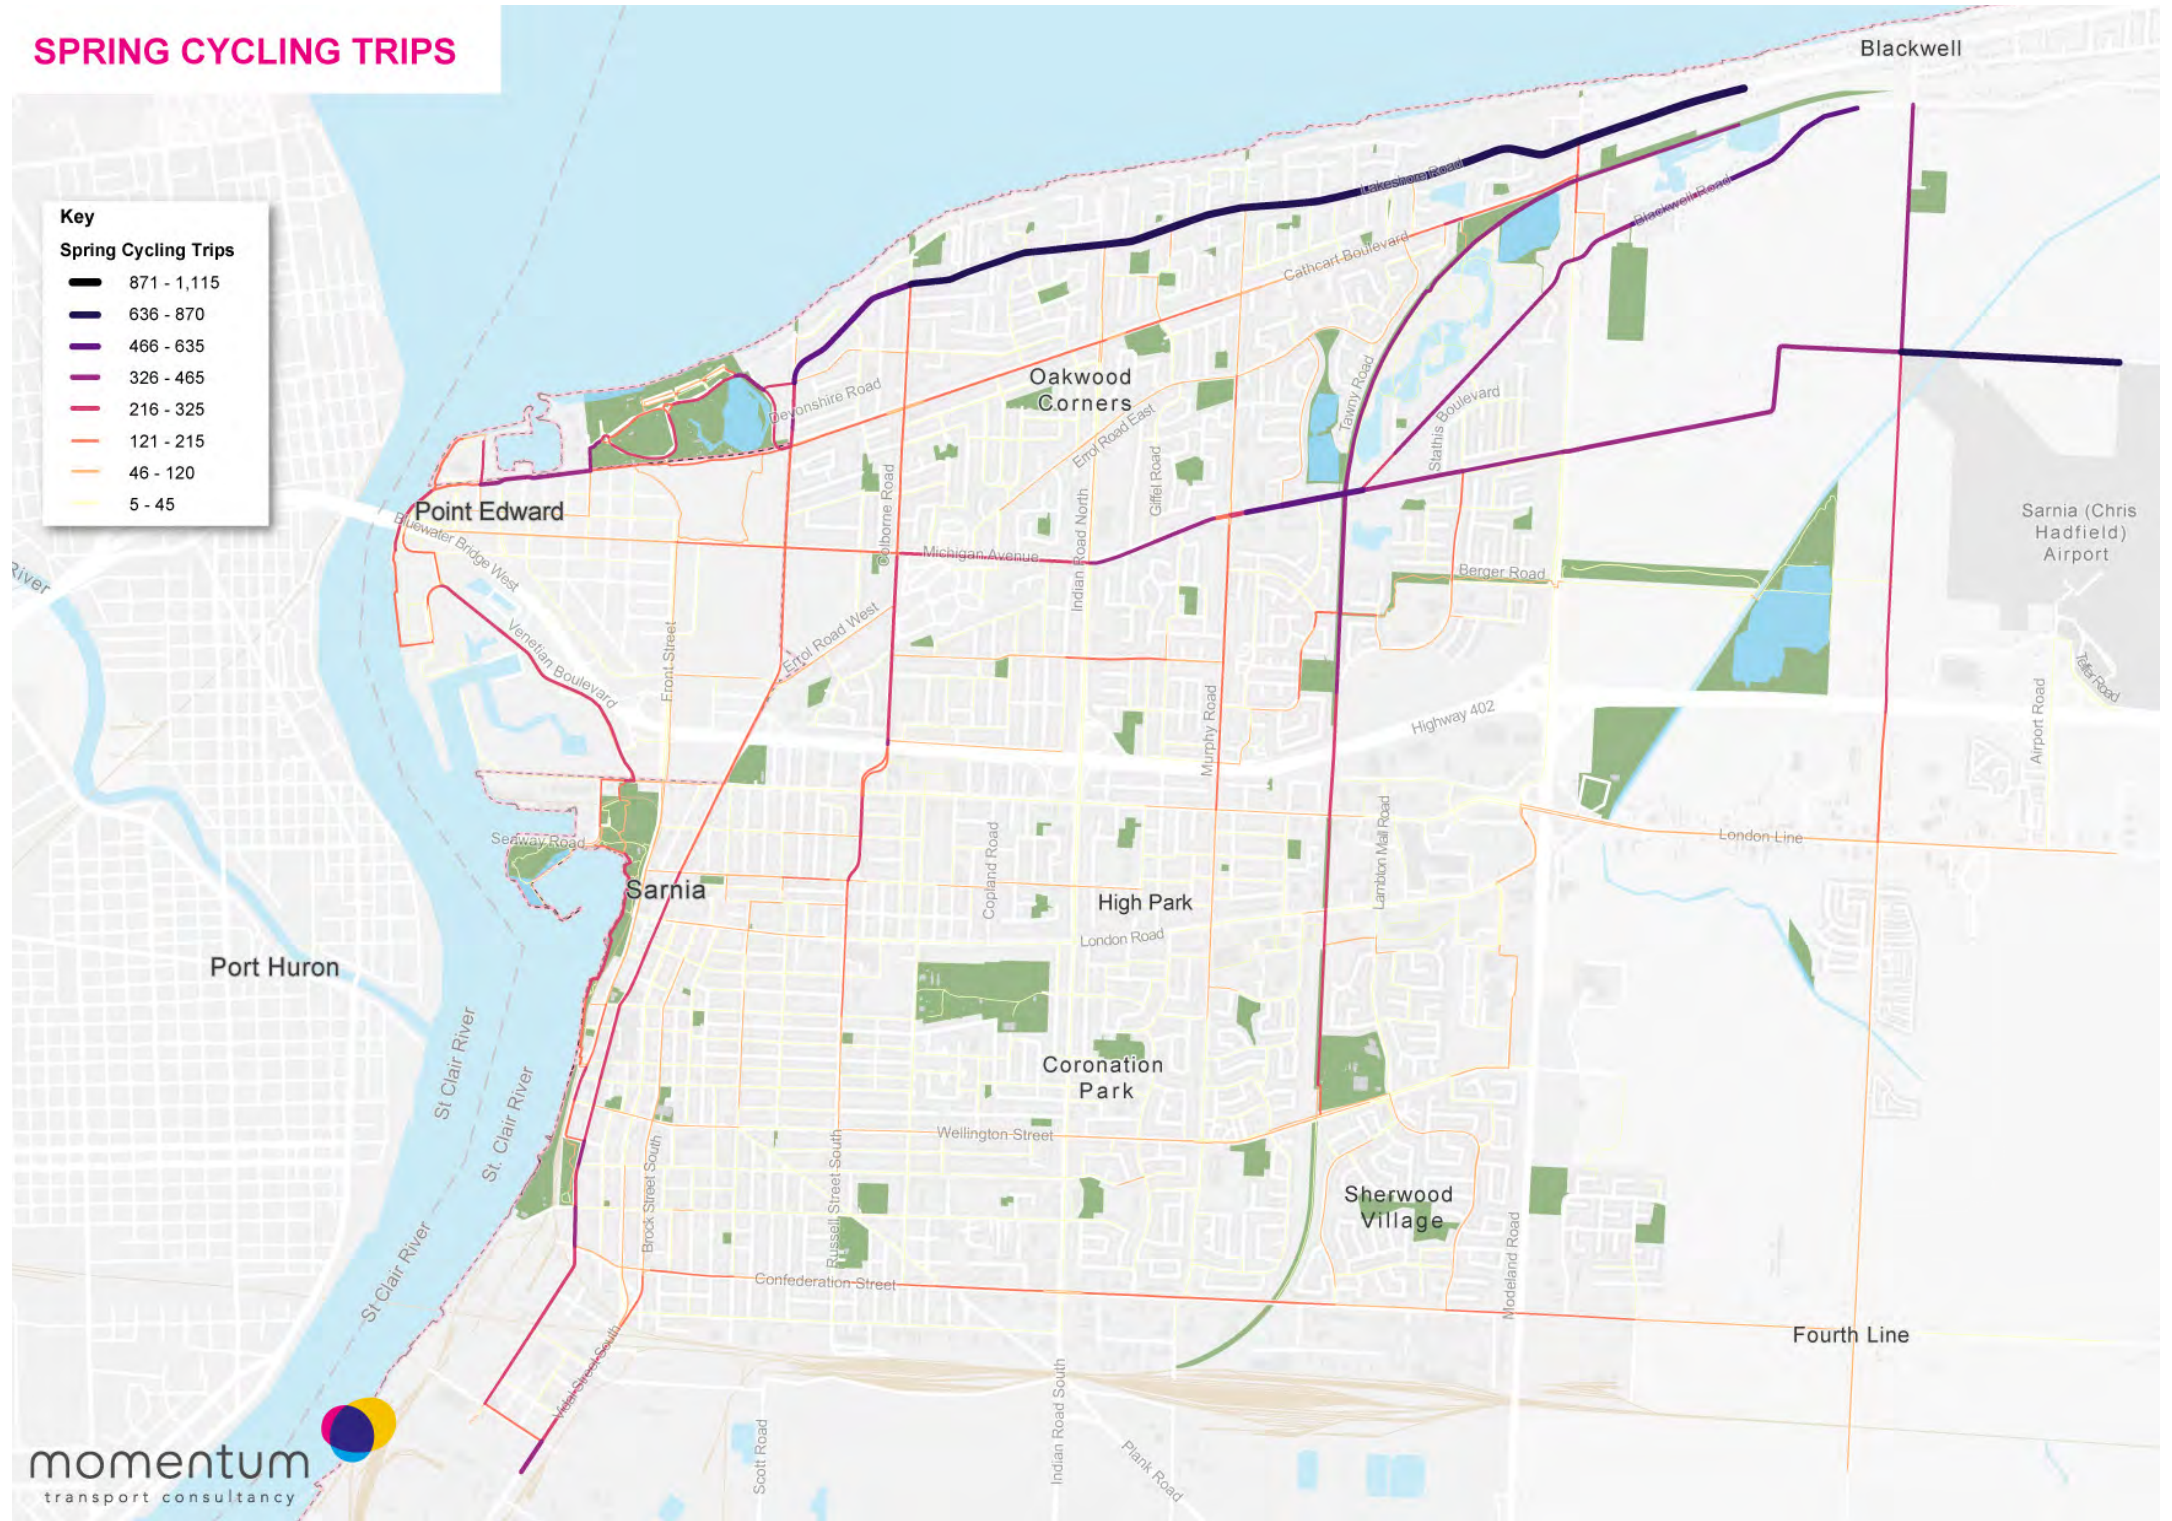 SPRING CYCLING TRIPS
Blackwell
Key
Spring Cycling Trips
871 - 1,115
636 - 870
466 - 635
326 - 465
216 - 325
121 - 215
46 - 120
5 - 45
Lakeshore Road
Blackwell Road
Cathcart Boulevard
Oakwood
Corners
Devonshire Road
Errol Road East
Tawny Road
Stathis Boulevard
Giffel Road
Colborne Road
Indian Road North
Point Edward
Bluewater Bridge West
Michigan Avenue
Sarnia (Chris
Hadfield)
Airport
River
Berger Road
Venetian Boulevard
Front Street
Errol Road West
Murphy Road
Highway 402
Telfer Road
Airport Road
Seaway Road
Sarnia
Copland Road
High Park
Lambton Mall Road
London Line
London Road
Port Huron
St Clair River
St. Clair River
Coronation
Park
Wellington Street
Brock Street South
Russell Street South
Sherwood
Village
Modeland Road
St Clair River
Confederation Street
Fourth Line
Vidal Street South
Scott Road
Indian Road South
Plank Road
momentum
transport consultancy